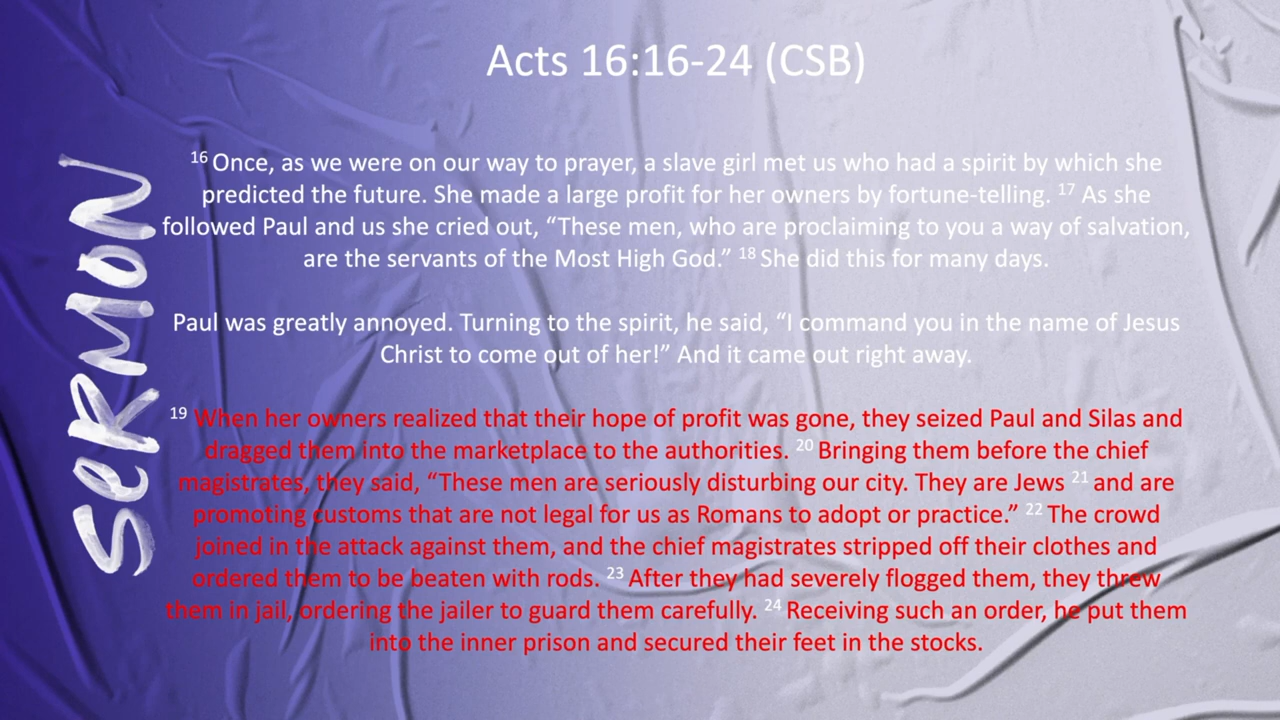 Acts 16:16-24 (CSB)
SERMON
16 Once, as we were on our way to prayer, a slave girl met us who had a spirit by which she
predicted the future. She made a large profit for her owners by fortune-telling. 17 As she
followed Paul and us she cried out, “These men, who are proclaiming to you a way of salvation,
are the servants of the Most High God.” 18 She did this for many days.
Paul was greatly annoyed. Turning to the spirit, he said, “I command you in the name of Jesus
Christ to come out of her!” And it came out right away.
19 When her owners realized that their hope of profit was gone, they seized Paul and Silas and
dragged them into the marketplace to the authorities. 20 Bringing them before the chief
magistrates, they said, “These men are seriously disturbing our city. They are Jews 21 and are
promoting customs that are not legal for us as Romans to adopt or practice.” 22 The crowd
joined in the attack against them, and the chief magistrates stripped off their clothes and
ordered them to be beaten with rods. 23 After they had severely flogged them, they threw
them in jail, ordering the jailer to guard them carefully. 24 Receiving such an order, he put them
into the inner prison and secured their feet in the stocks.